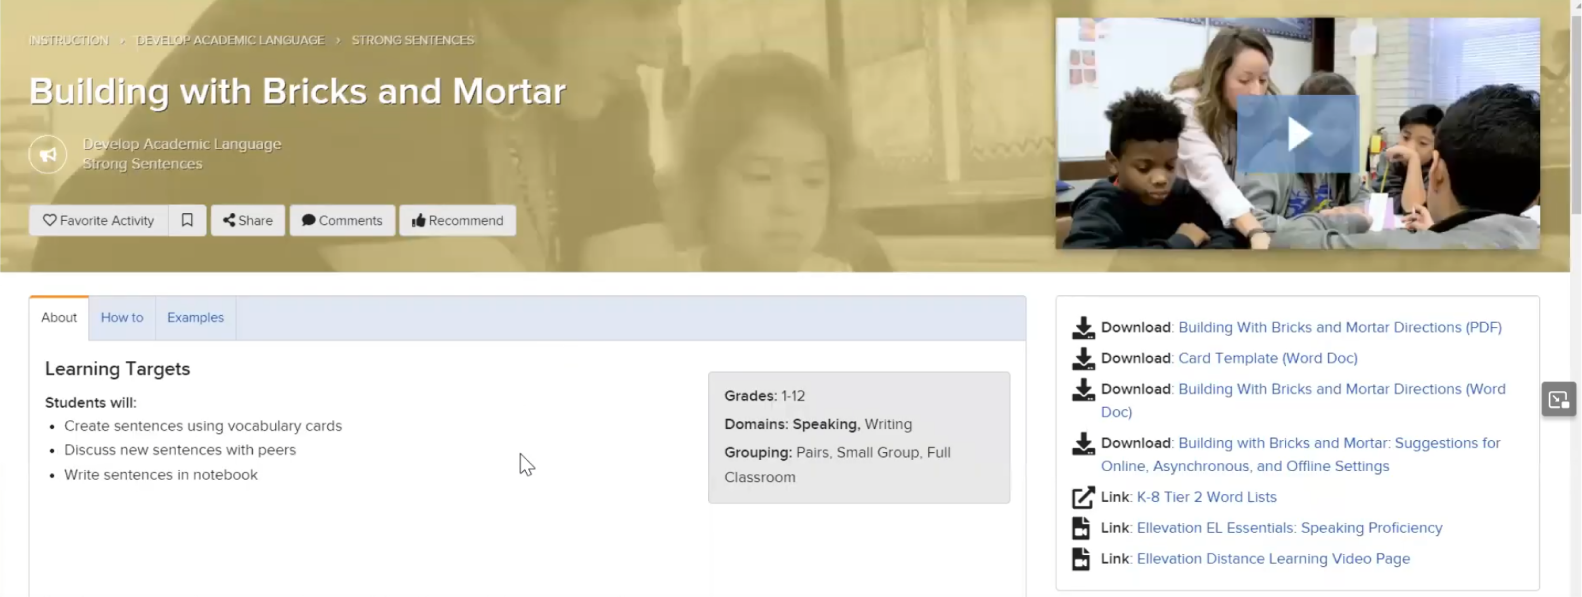 INSTRUCTION > DEVELOP ACADEMIC LANGUAGE > STRONG SENTENCES
Building with Bricks and Mortar
Develop Academic Language
Strong Sentences
Favorite Activity
Share
Comments
Recommend
About
How to
Examples
Learning Targets
Students will:
• Create sentences using vocabulary cards
• Discuss new sentences with peers
• Write sentences in notebook
Grades: 1-12
Domains: Speaking, Writing
Grouping: Pairs, Small Group, Full
Classroom
Download: Building With Bricks and Mortar Directions (PDF)
Download: Card Template (Word Doc)
Download: Building With Bricks and Mortar Directions (Word
Doc)
Download: Building with Bricks and Mortar: Suggestions for
Online, Asynchronous, and Offline Settings
Link: K-8 Tier 2 Word Lists
Link: Ellevation EL Essentials: Speaking Proficiency
Link: Ellevation Distance Learning Video Page